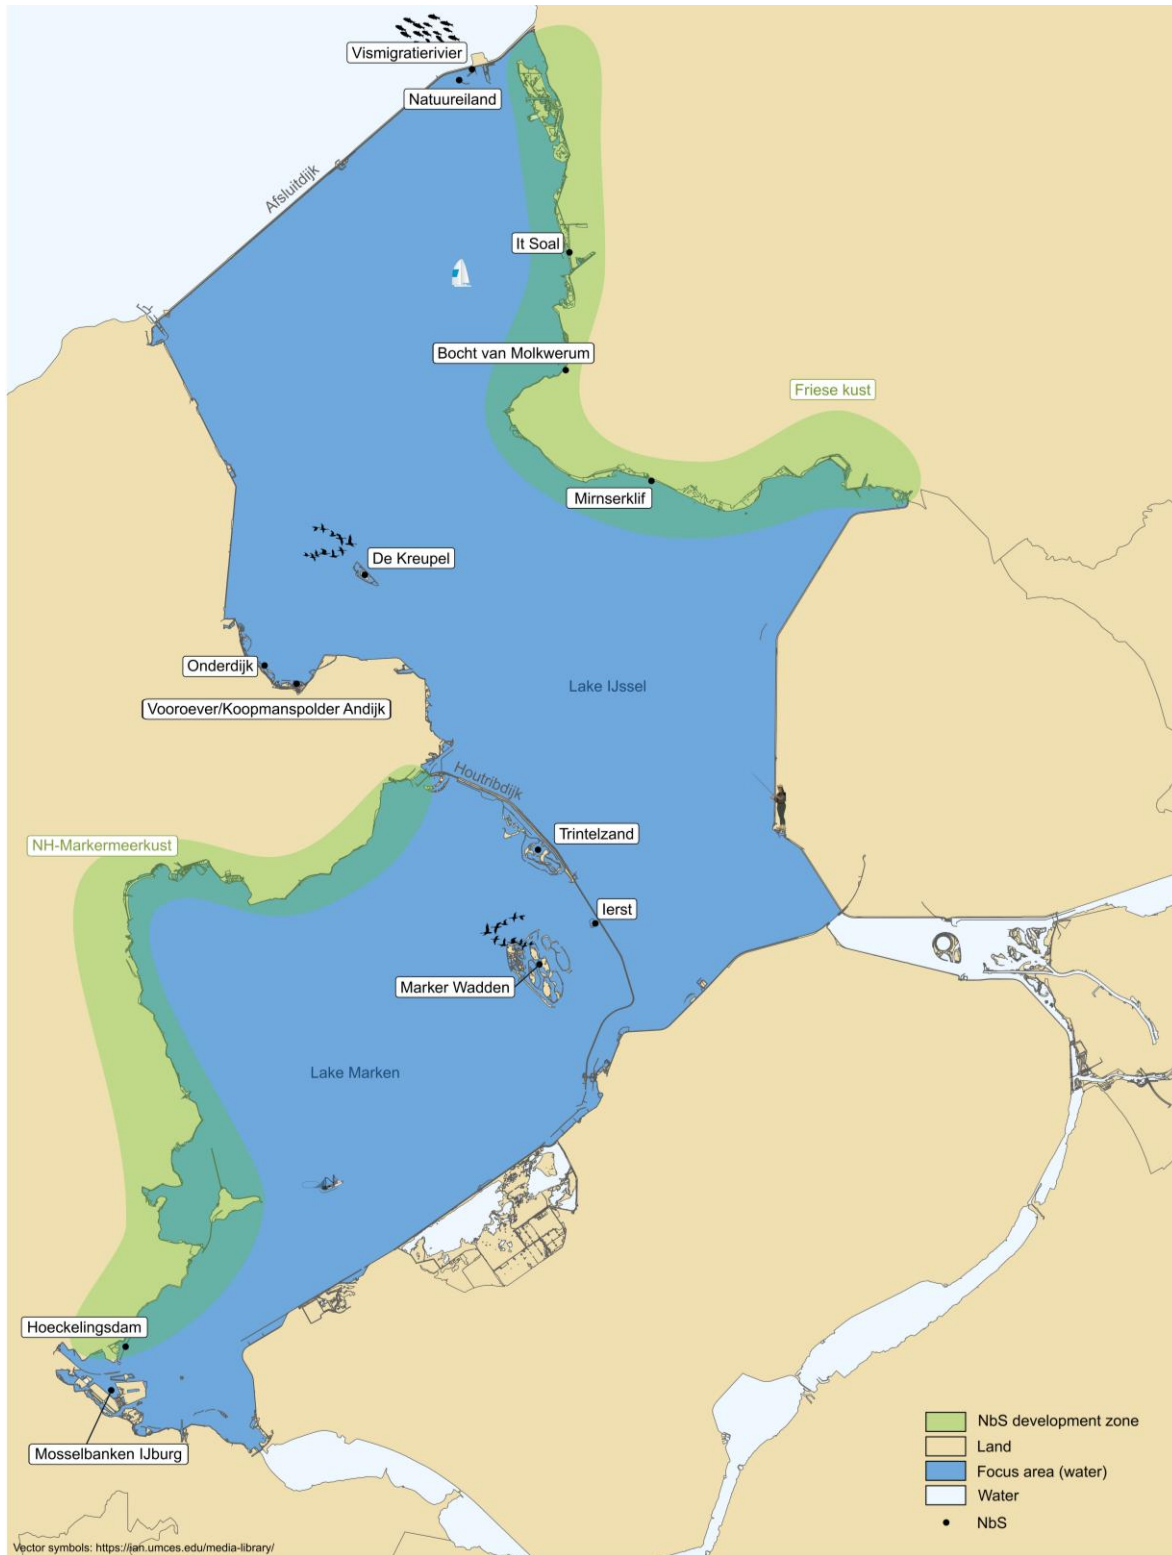 Vismigratierivier
Natuureiland
Afsluitdijk
It Soal
Bocht van Molkwerum
Friese kust
Mirnserklif
De Kreupel
Onderdijk
Lake IJssel
Vooroever/Koopmanspolder Andijk
Houtribdijk
Trintelzand
NH-Markermeerkust
Ierst
Marker Wadden
Lake Marken
Hoeckelingsdam
Mosselbanken IJburg
NbS development zone
Land
Focus area (water)
Water
NbS
Vector symbols: https://ian.umces.edu/media-library/